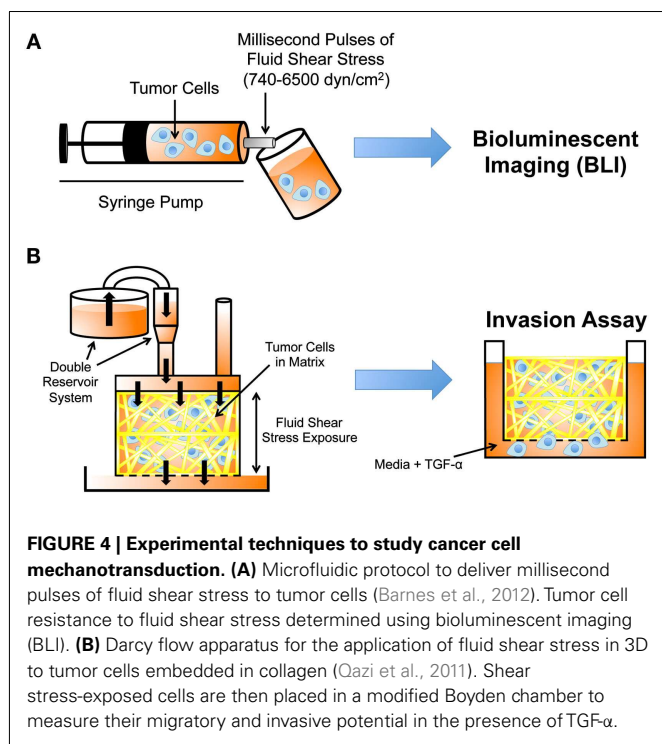 A
Millisecond Pulses of
Fluid Shear Stress
(740-6500 dyn/cm²)
Tumor Cells
Syringe Pump
Bioluminescent
Imaging (BLI)
B
Double
Reservoir
System
Tumor Cells
in Matrix
Fluid Shear
Stress Exposure
Invasion Assay
Media + TGF-α
FIGURE 4 | Experimental techniques to study cancer cell
mechanotransduction. (A) Microfluidic protocol to deliver millisecond
pulses of fluid shear stress to tumor cells (Barnes et al., 2012). Tumor cell
resistance to fluid shear stress determined using bioluminescent imaging
(BLI). (B) Darcy flow apparatus for the application of fluid shear stress in 3D
to tumor cells embedded in collagen (Qazi et al., 2011). Shear
stress-exposed cells are then placed in a modified Boyden chamber to
measure their migratory and invasive potential in the presence of TGF-α.